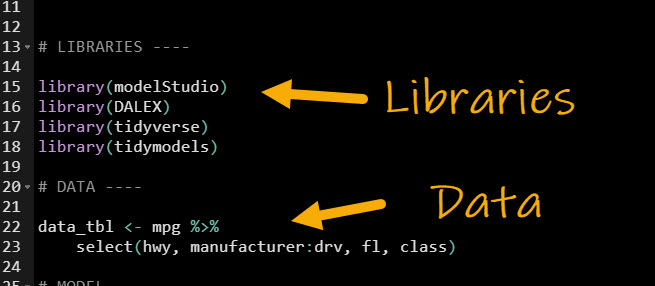 11
12
13 # LIBRARIES ----
14
15 library(modelStudio)
16 library(DALEX)
17 library(tidyverse)
18 library(tidymodels)
19
20 # DATA ----
21
22 data_tbl <- mpg %>%
23 select(hwy, manufacturer:drv, fl, class)
24
25 # MODEL
Libraries
Data